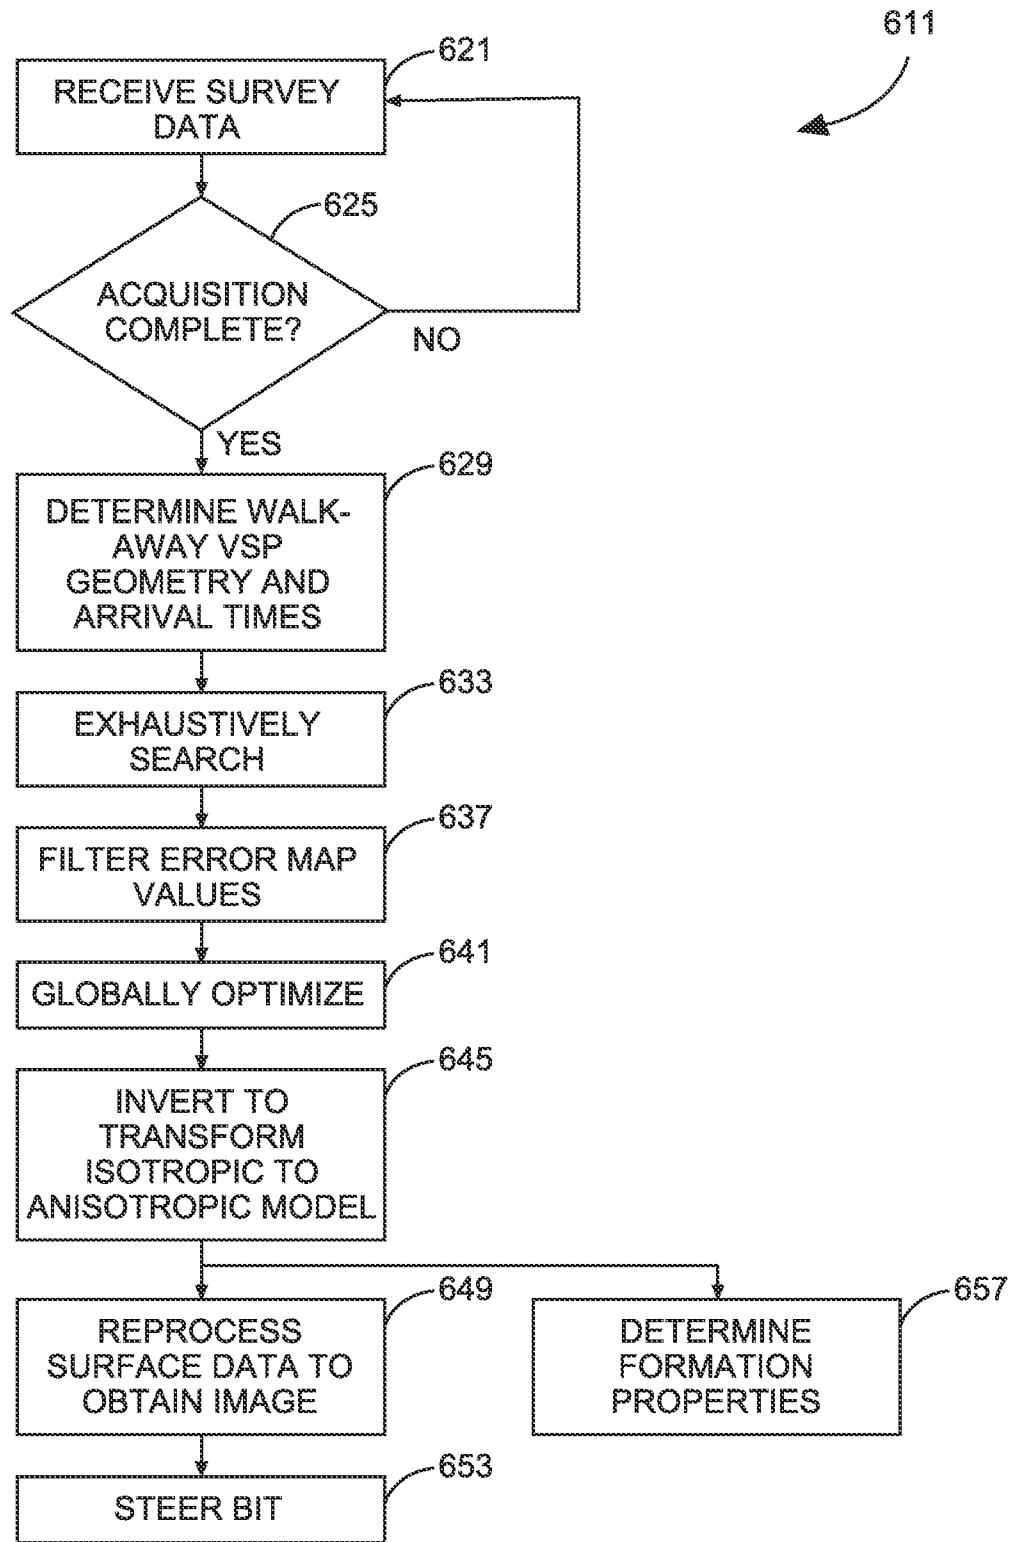 611
621
RECEIVE SURVEY
DATA
625
ACQUISITION
COMPLETE?
NO
YES
629
DETERMINE WALK-
AWAY VSP
GEOMETRY AND
ARRIVAL TIMES
633
EXHAUSTIVELY
SEARCH
637
FILTER ERROR MAP
VALUES
641
GLOBALLY OPTIMIZE
645
INVERT TO
TRANSFORM
ISOTROPIC TO
ANISOTROPIC MODEL
649
REPROCESS
SURFACE DATA TO
OBTAIN IMAGE
657
DETERMINE
FORMATION
PROPERTIES
653
STEER BIT